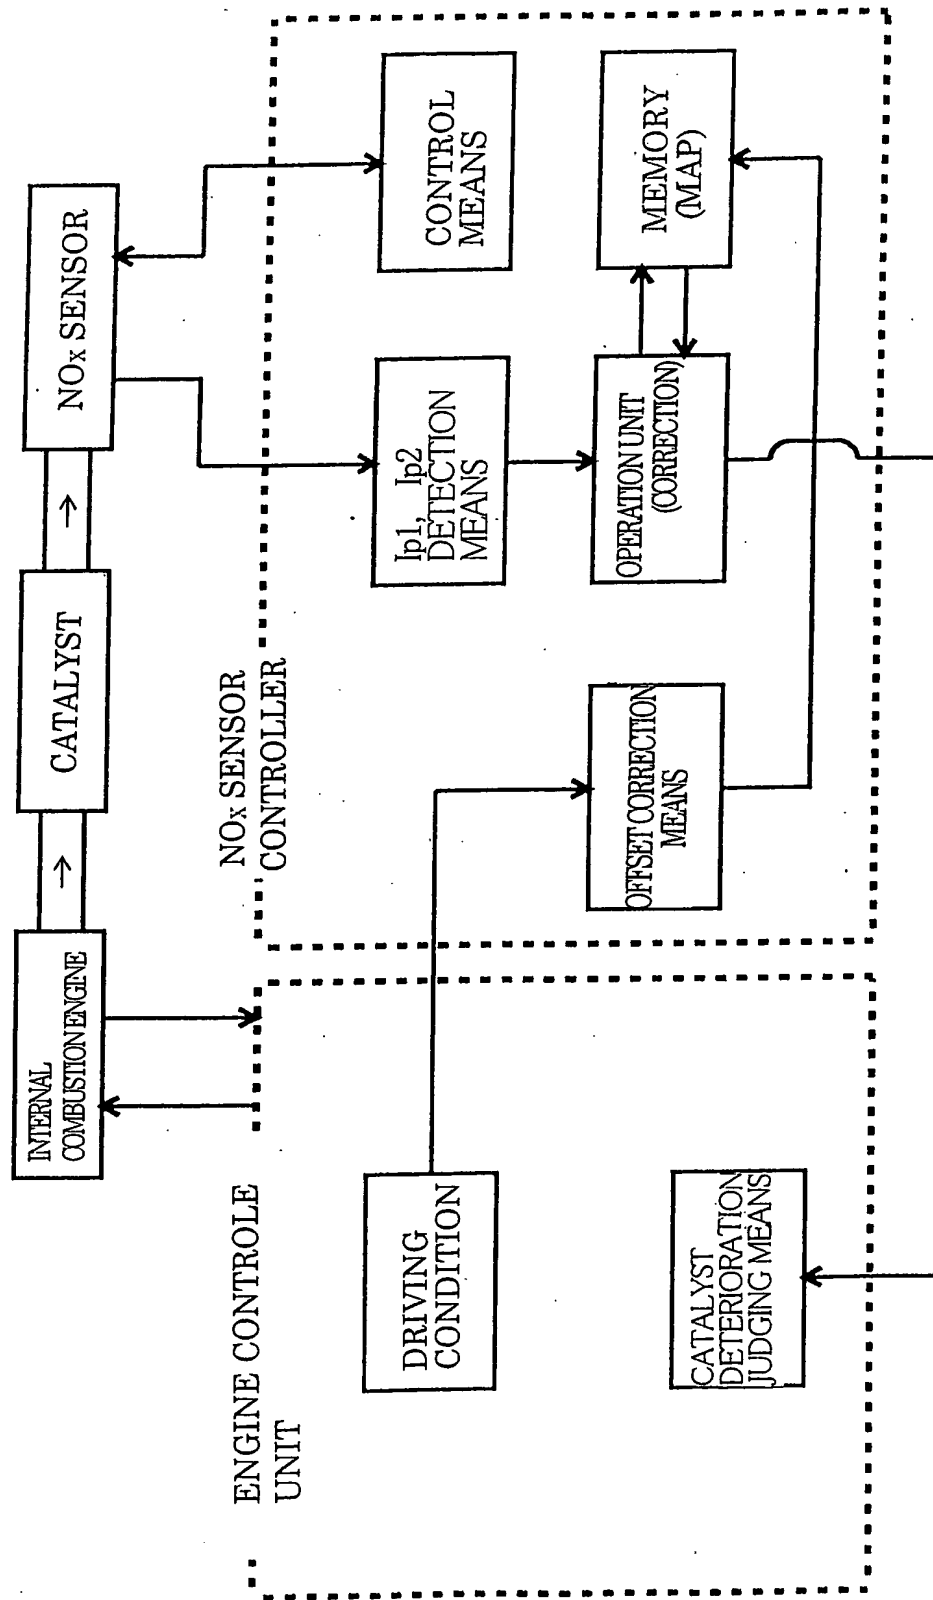 INTERNAL
COMBUSTION ENGINE
CATALYST
NOx SENSOR
ENGINE CONTROLE
UNIT
NOx SENSOR
CONTROLLER
DRIVING
CONDITION
Ip1, Ip2
DETECTION
MEANS
CONTROL
MEANS
CATALYST
DETERIORATION
JUDGING MEANS
OFFSET CORRECTION
MEANS
OPERATION UNIT
(CORRECTION)
MEMORY
(MAP)